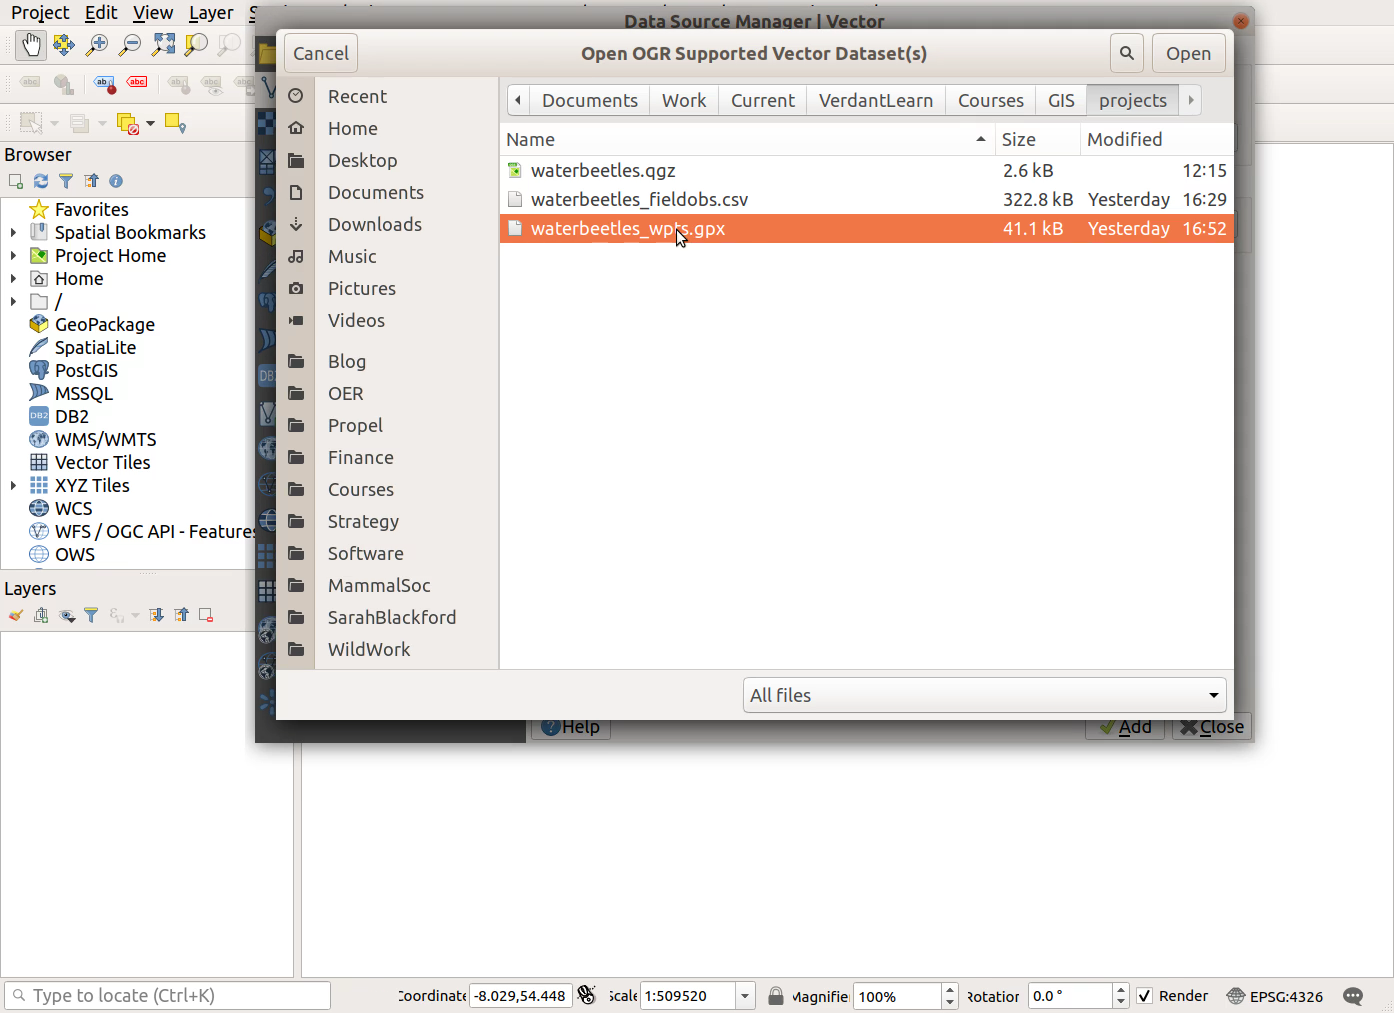 Project Edit View Layer
Data Source Manager | Vector
Cancel
Open OGR Supported Vector Dataset(s)
Open
abc
ab
abc
Recent
Home
Desktop
Documents
Downloads
Music
Pictures
Videos
Blog
OER
Propel
Finance
Courses
Strategy
Software
MammalSoc
SarahBlackford
WildWork
Documents Work Current VerdantLearn Courses GIS projects
Name Size Modified
waterbeetles.qgz 2.6 kB 12:15
waterbeetles_fieldobs.csv 322.8 kB Yesterday 16:29
waterbeetles_wpts.gpx 41.1 kB Yesterday 16:52
All files
Help
Add
Close
Browser
Favorites
Spatial Bookmarks
Project Home
Home
/
GeoPackage
SpatiaLite
PostGIS
MSSQL
DB2 DB2
WMS/WMTS
Vector Tiles
XYZ Tiles
WCS
WFS / OGC API - Features
OWS
Layers
Type to locate (Ctrl+K)
Coordinate -8.029,54.448 Scale 1:509520 Magnifie 100% Rotation 0.0 ° Render EPSG:4326